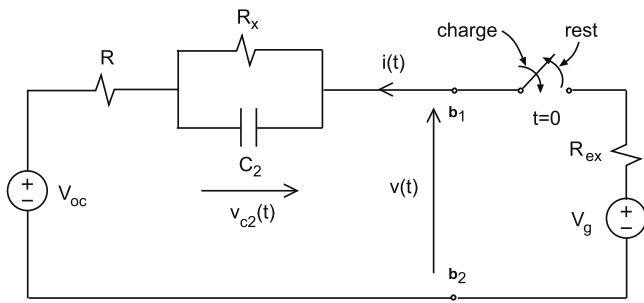 R
Rx
C2
vc2(t)
Voc
+
−
i(t)
b1
v(t)
b2
charge
rest
t=0
Rex
Vg
+
−